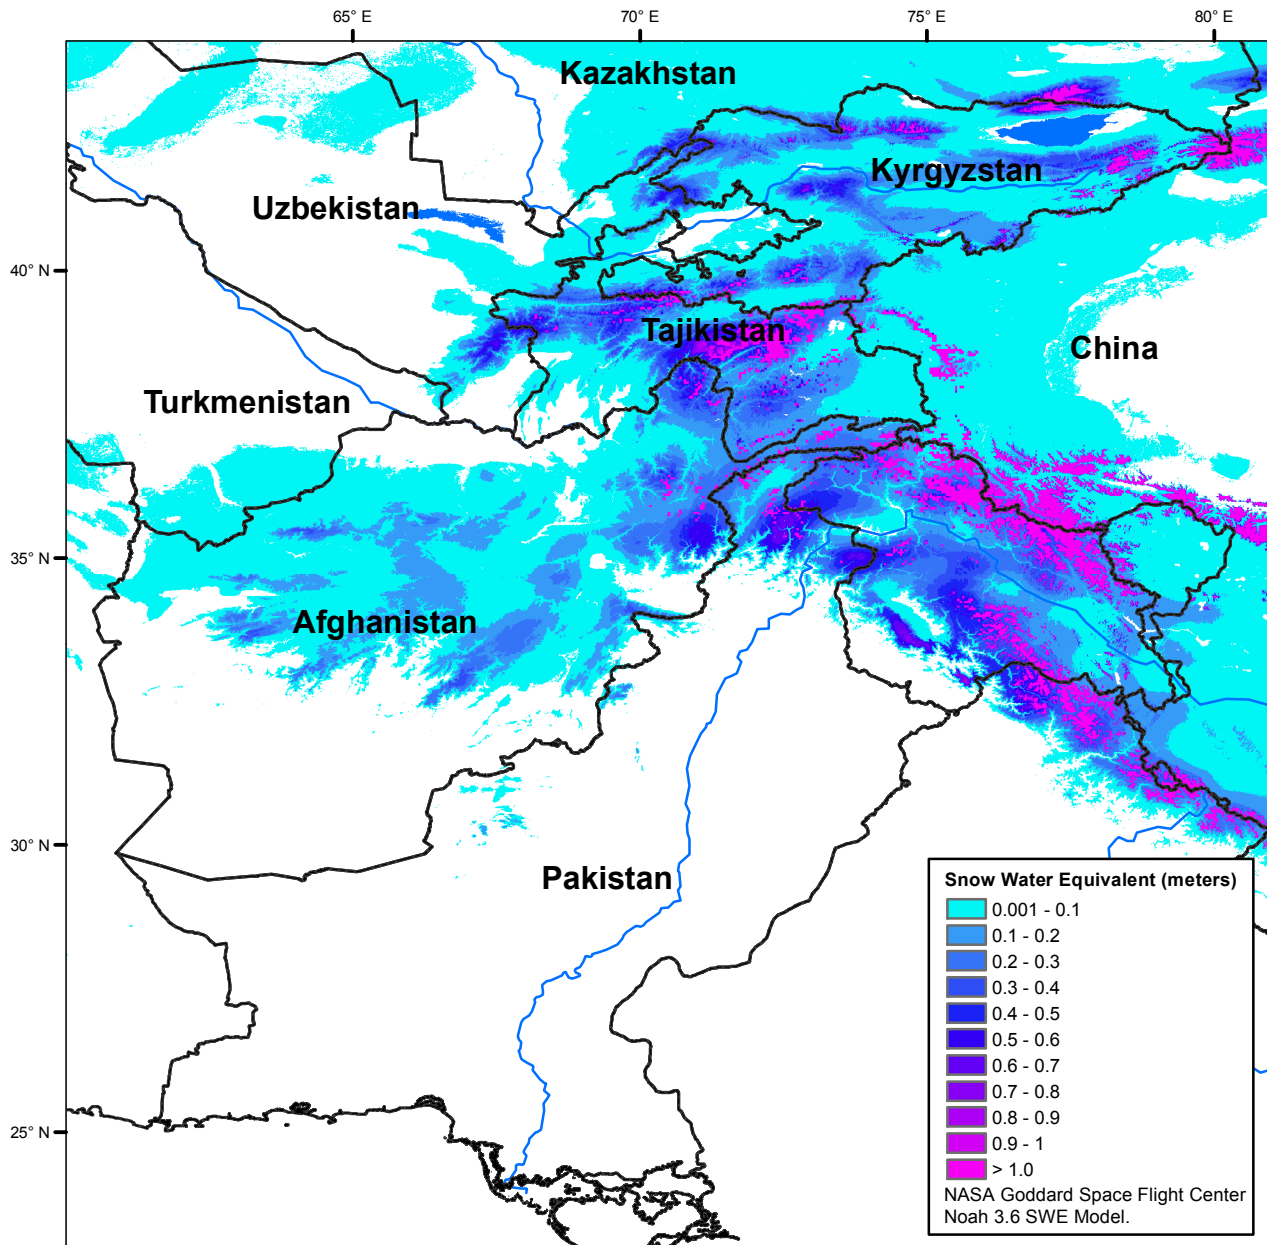 65° E
70° E
75° E
80° E
Kazakhstan
Kyrgyzstan
Uzbekistan
40° N
Tajikistan
China
Turkmenistan
35° N
Afghanistan
30° N
Pakistan
25° N
Snow Water Equivalent (meters)
0.001 - 0.1
0.1 - 0.2
0.2 - 0.3
0.3 - 0.4
0.4 - 0.5
0.5 - 0.6
0.6 - 0.7
0.7 - 0.8
0.8 - 0.9
0.9 - 1
> 1.0
NASA Goddard Space Flight Center
Noah 3.6 SWE Model.